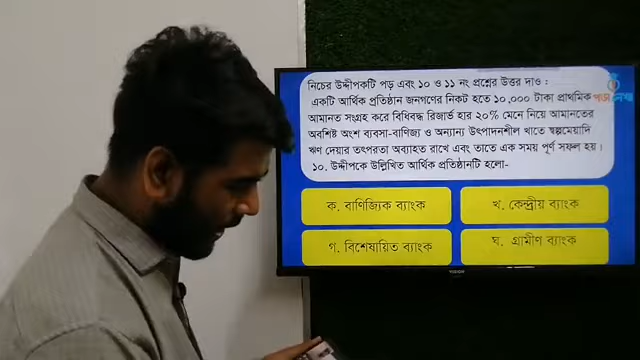 নিচের উদ্দীপকটি পড় এবং ১০ ও ১১ নং প্রশ্নের উত্তর দাও :
একটি আর্থিক প্রতিষ্ঠান জনগণের নিকট হতে ১০,০০০ টাকা প্রাথমিক
আমানত সংগ্রহ করে বিধিবদ্ধ রিজার্ভ হার ২০% মেনে নিয়ে আমানতের
অবশিষ্ট অংশ ব্যবসা-বাণিজ্য ও অন্যান্য উৎপাদনশীল খাতে স্বল্পমেয়াদি
ঋণ দেয়ার তৎপরতা অব্যাহত রাখে এবং তাতে এক সময় পূর্ণ সফল হয়।
১০. উদ্দীপকে উল্লিখিত আর্থিক প্রতিষ্ঠানটি হলো-
ক. বাণিজ্যিক ব্যাংক
খ. কেন্দ্রীয় ব্যাংক
গ. বিশেষায়িত ব্যাংক
ঘ. গ্রামীণ ব্যাংক